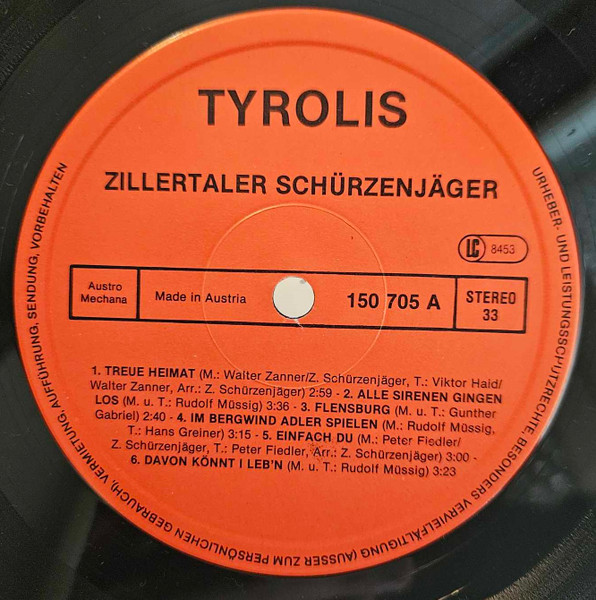 TYROLIS
ZILLERTALER SCHÜRZENJÄGER
LC 8453
Austro
Mechana
Made in Austria
150 705 A
STEREO
33
1. TREUE HEIMAT (M.: Walter Zanner/Z. Schürzenjäger, T.: Viktor Haid/
Walter Zanner, Arr.: Z. Schürzenjäger) 2:59 - 2. ALLE SIRENEN GINGEN
LOS (M. u. T.: Rudolf Müssig) 3:36 - 3. FLENSBURG (M. u. T.: Gunther
Gabriel) 2:40 - 4. IM BERGWIND ADLER SPIELEN (M.: Rudolf Müssig,
T.: Hans Greiner) 3:15 - 5. EINFACH DU (M.: Peter Fiedler/
Z. Schürzenjäger, T.: Peter Fiedler, Arr.: Z. Schürzenjäger) 3:00 -
6. DAVON KÖNNT I LEB'N (M. u. T.: Rudolf Müssig) 3:23
URHEBER- UND LEISTUNGSSCHUTZRECHTE, BESONDERS VERVIELFÄLTIGUNG (AUSSER ZUM PERSÖNLICHEN GEBRAUCH), VERMIETUNG, AUFFÜHRUNG, SENDUNG, VORBEHALTEN